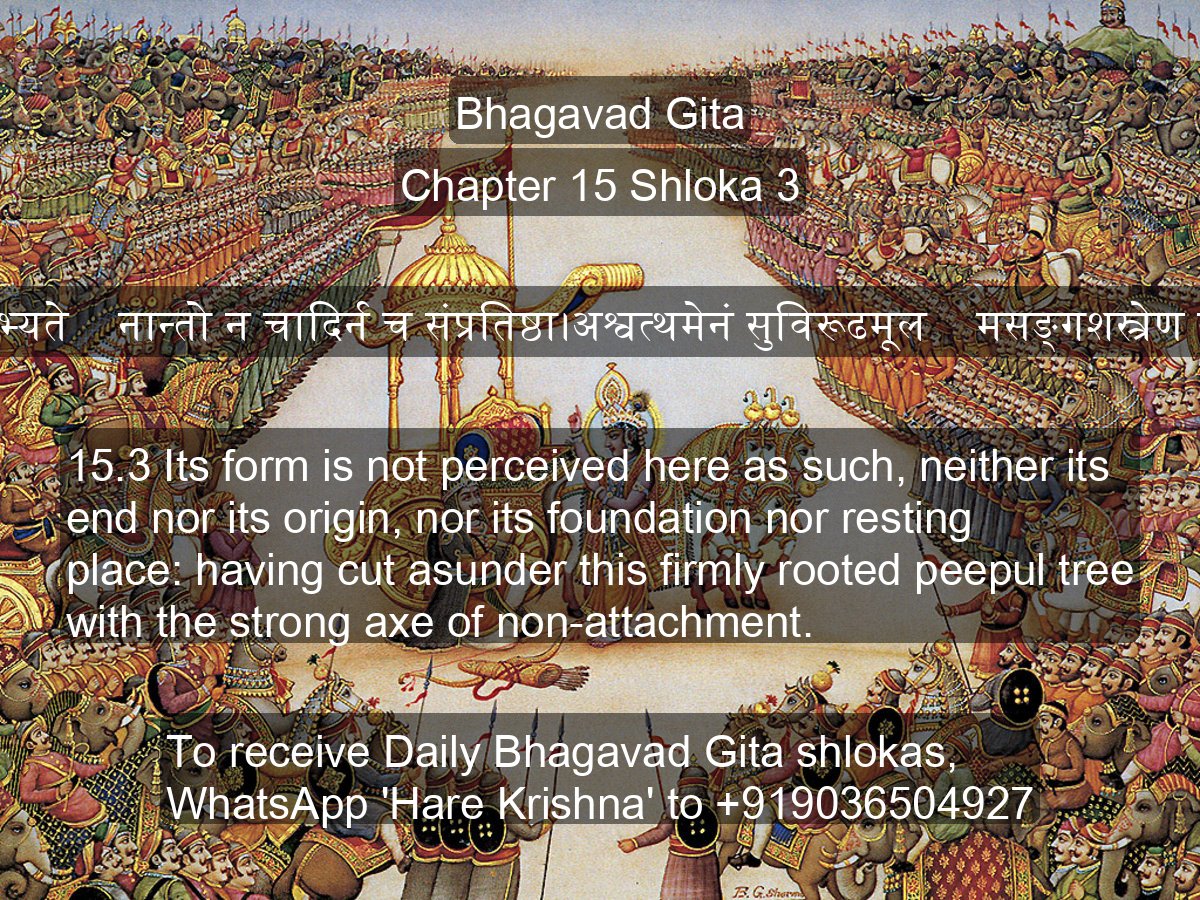 Bhagavad Gita
Chapter 15 Shloka 3
भ्यते नान्तो न चादिर्न च संप्रतिष्ठा।अश्वत्थमेनं सुविरूढमूल मसङ्गशस्त्रेण
15.3 Its form is not perceived here as such, neither its
end nor its origin, nor its foundation nor resting
place: having cut asunder this firmly rooted peepul tree
with the strong axe of non-attachment.
To receive Daily Bhagavad Gita shlokas,
WhatsApp 'Hare Krishna' to +919036504927
B.G. Sharma